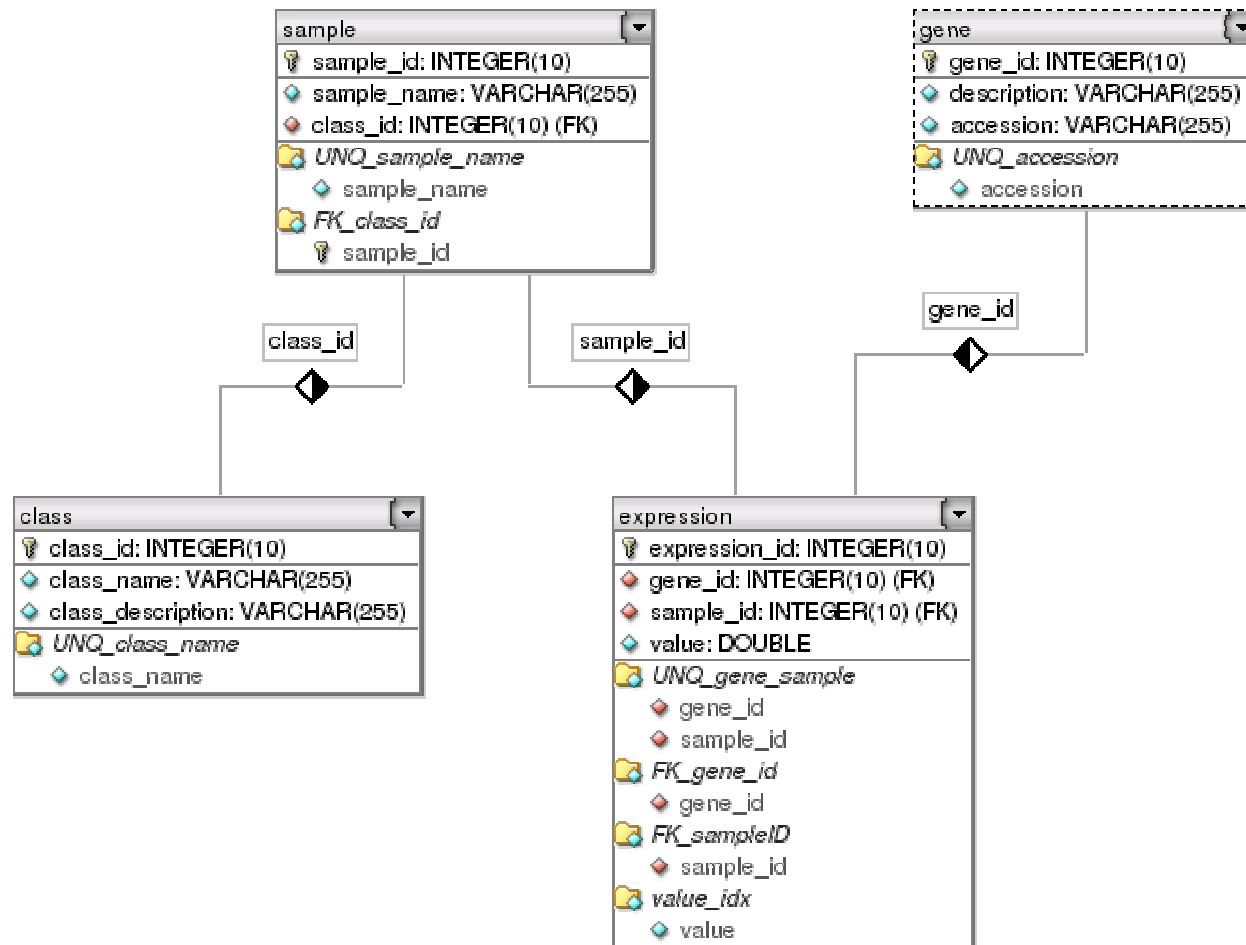 sample
sample_id: INTEGER(10)
sample_name: VARCHAR(255)
class_id: INTEGER(10) (FK)
UNQ_sample_name
sample_name
FK_class_id
sample_id
gene
gene_id: INTEGER(10)
description: VARCHAR(255)
accession: VARCHAR(255)
UNQ_accession
accession
class_id
sample_id
gene_id
class
class_id: INTEGER(10)
class_name: VARCHAR(255)
class_description: VARCHAR(255)
UNQ_class_name
class_name
expression
expression_id: INTEGER(10)
gene_id: INTEGER(10) (FK)
sample_id: INTEGER(10) (FK)
value: DOUBLE
UNQ_gene_sample
gene_id
sample_id
FK_gene_id
gene_id
FK_sampleID
sample_id
value_idx
value